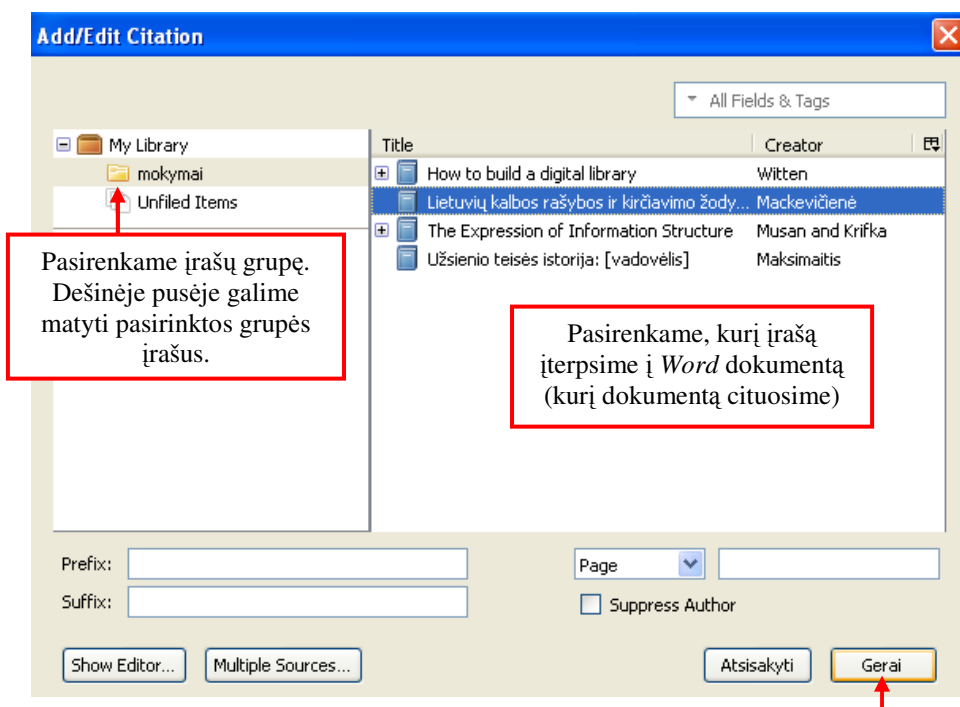 Add/Edit Citation
All Fields & Tags
My Library
mokymai
Unfiled Items
Title Creator
How to build a digital library Witten
Lietuvių kalbos rašybos ir kirčiavimo žody... Mackevičienė
The Expression of Information Structure Musan and Krifka
Užsienio teisės istorija: [vadovėlis] Maksimaitis
Pasirenkame įrašų grupę.
Dešinėje pusėje galime
matyti pasirinktos grupės
įrašus.
Pasirenkame, kurį įrašą
įterpsime į Word dokumentą
(kurį dokumentą cituosime)
Prefix:
Page
Suffix:
Suppress Author
Show Editor... Multiple Sources... Atsisakyti Gerai